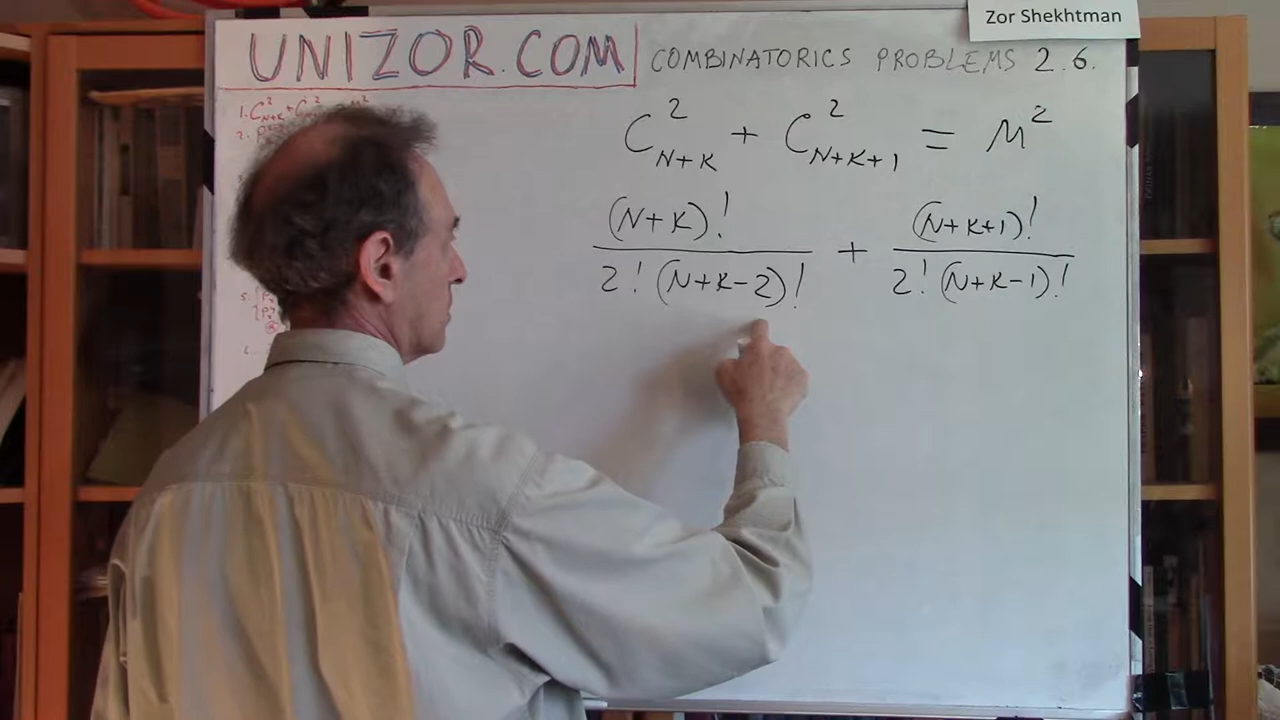 Zor Shekhtman
UNIZOR.COM COMBINATORICS PROBLEMS 2.6.
C²_{N+K} + C²_{N+K+1} = M²
(N+K)! / 2!(N+K-2)! + (N+K+1)! / 2!(N+K-1)!